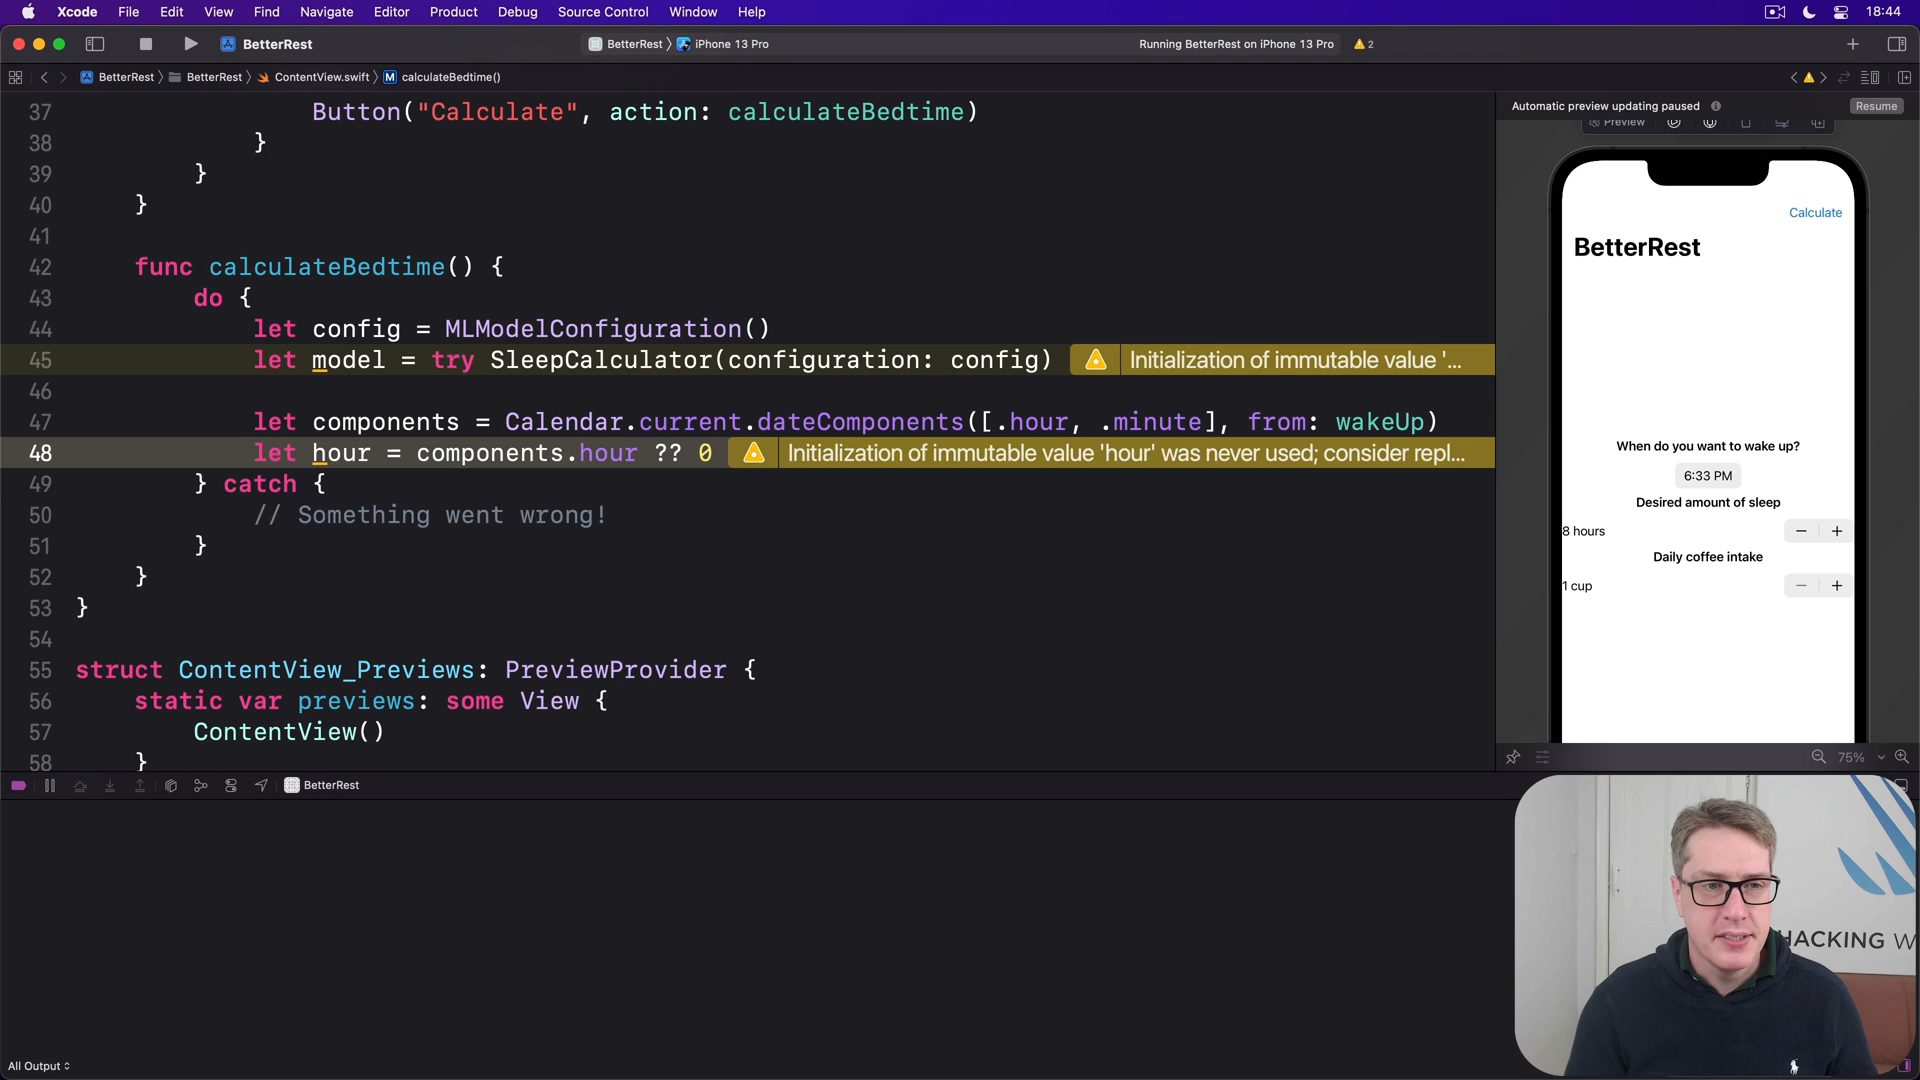 Xcode File Edit View Find Navigate Editor Product Debug Source Control Window Help 18:44
BetterRest BetterRest iPhone 13 Pro Running BetterRest on iPhone 13 Pro 2
BetterRest BetterRest ContentView.swift M calculateBedtime()
37 Button("Calculate", action: calculateBedtime)
38 }
39 }
40 }
41
42 func calculateBedtime() {
43 do {
44 let config = MLModelConfiguration()
45 let model = try SleepCalculator(configuration: config) Initialization of immutable value '...
46
47 let components = Calendar.current.dateComponents([.hour, .minute], from: wakeUp)
48 let hour = components.hour ?? 0 Initialization of immutable value 'hour' was never used; consider repl...
49 } catch {
50 // Something went wrong!
51 }
52 }
53 }
54
55 struct ContentView_Previews: PreviewProvider {
56 static var previews: some View {
57 ContentView()
58 }
Automatic preview updating paused Resume
Preview
Calculate
BetterRest
When do you want to wake up?
6:33 PM
Desired amount of sleep
8 hours − +
Daily coffee intake
1 cup − +
75%
BetterRest
HACKING W
All Output